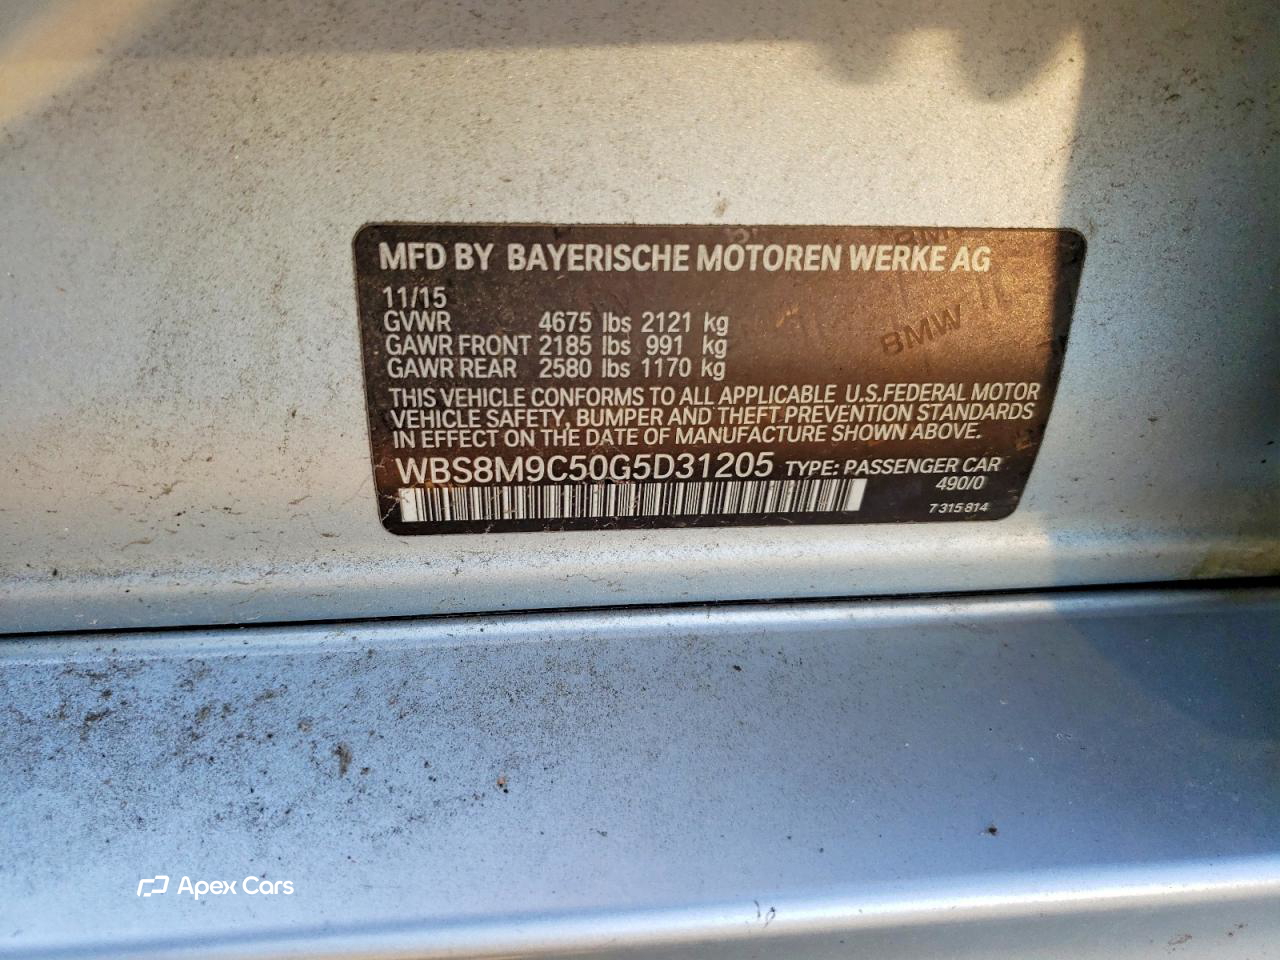 MFD BY BAYERISCHE MOTOREN WERKE AG
11/15
GVWR 4675 lbs 2121 kg
GAWR FRONT 2185 lbs 991 kg
GAWR REAR 2580 lbs 1170 kg
THIS VEHICLE CONFORMS TO ALL APPLICABLE U.S.FEDERAL MOTOR
VEHICLE SAFETY, BUMPER AND THEFT PREVENTION STANDARDS
IN EFFECT ON THE DATE OF MANUFACTURE SHOWN ABOVE.
WBS8M9C50G5D31205 TYPE: PASSENGER CAR
490/0
7315814
BMW
Apex Cars